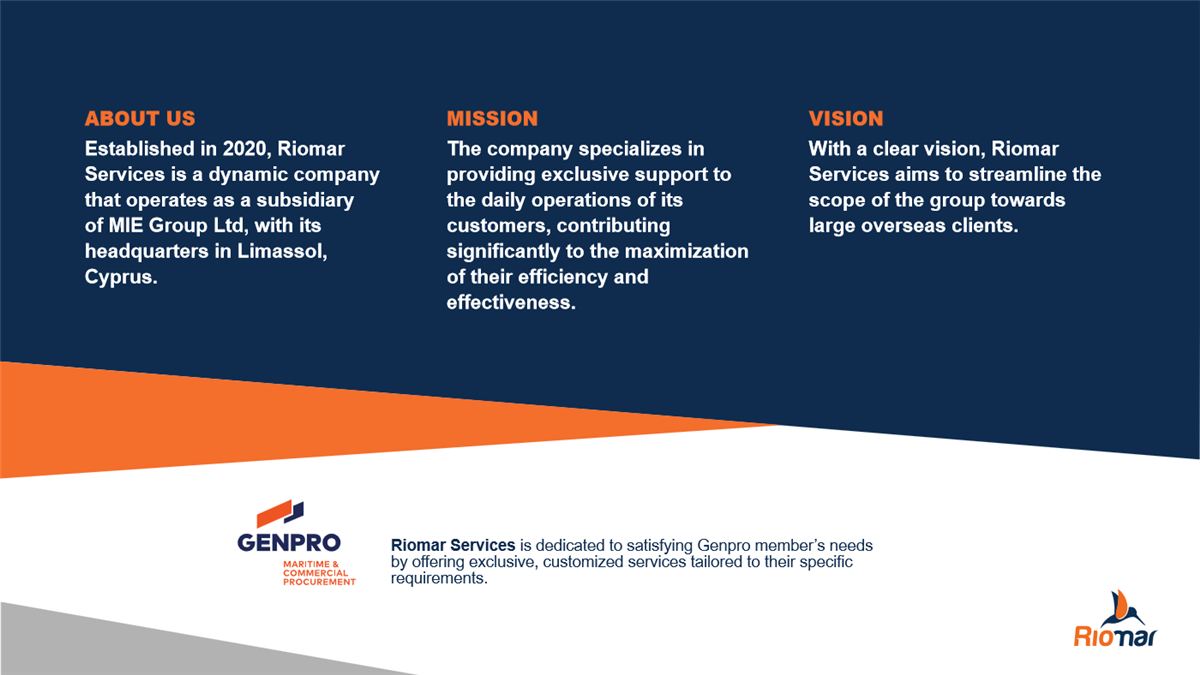 ABOUT US
Established in 2020, Riomar
Services is a dynamic company
that operates as a subsidiary
of MIE Group Ltd, with its
headquarters in Limassol,
Cyprus.
MISSION
The company specializes in
providing exclusive support to
the daily operations of its
customers, contributing
significantly to the maximization
of their efficiency and
effectiveness.
VISION
With a clear vision, Riomar
Services aims to streamline the
scope of the group towards
large overseas clients.
GENPRO
MARITIME &
COMMERCIAL
PROCUREMENT
Riomar Services is dedicated to satisfying Genpro member’s needs
by offering exclusive, customized services tailored to their specific
requirements.
Riomar